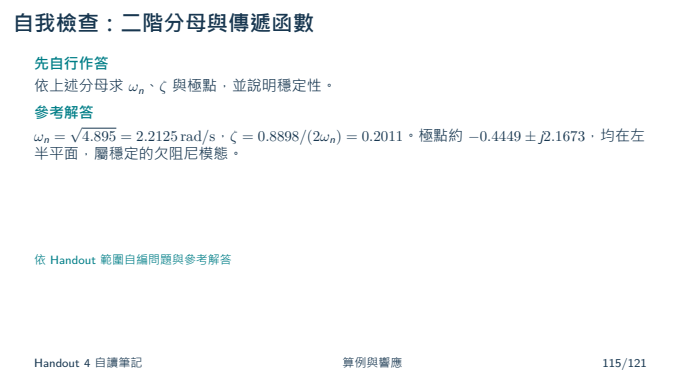 自我檢查：二階分母與傳遞函數
先自行作答
依上述分母求 ωₙ、ζ 與極點，並說明穩定性。
參考解答
ωₙ = √4.895 = 2.2125 rad/s，ζ = 0.8898/(2ωₙ) = 0.2011。極點約 −0.4449 ± j2.1673，均在左
半平面，屬穩定的欠阻尼模態。
依 Handout 範圍自編問題與參考解答
Handout 4 自讀筆記
算例與響應
115/121